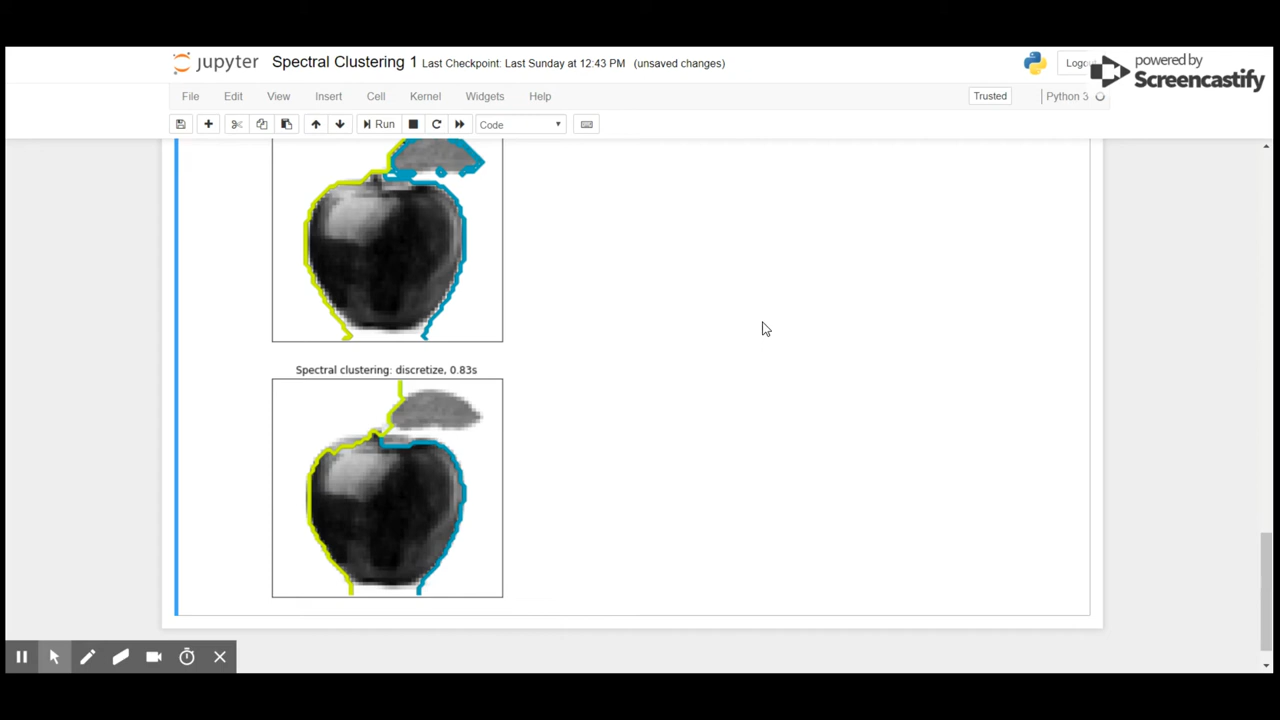 powered by
Screencastify
jupyter Spectral Clustering 1 Last Checkpoint: Last Sunday at 12:43 PM (unsaved changes) Logo
File Edit View Insert Cell Kernel Widgets Help Trusted Python 3
Run Code
Spectral clustering: discretize, 0.83s